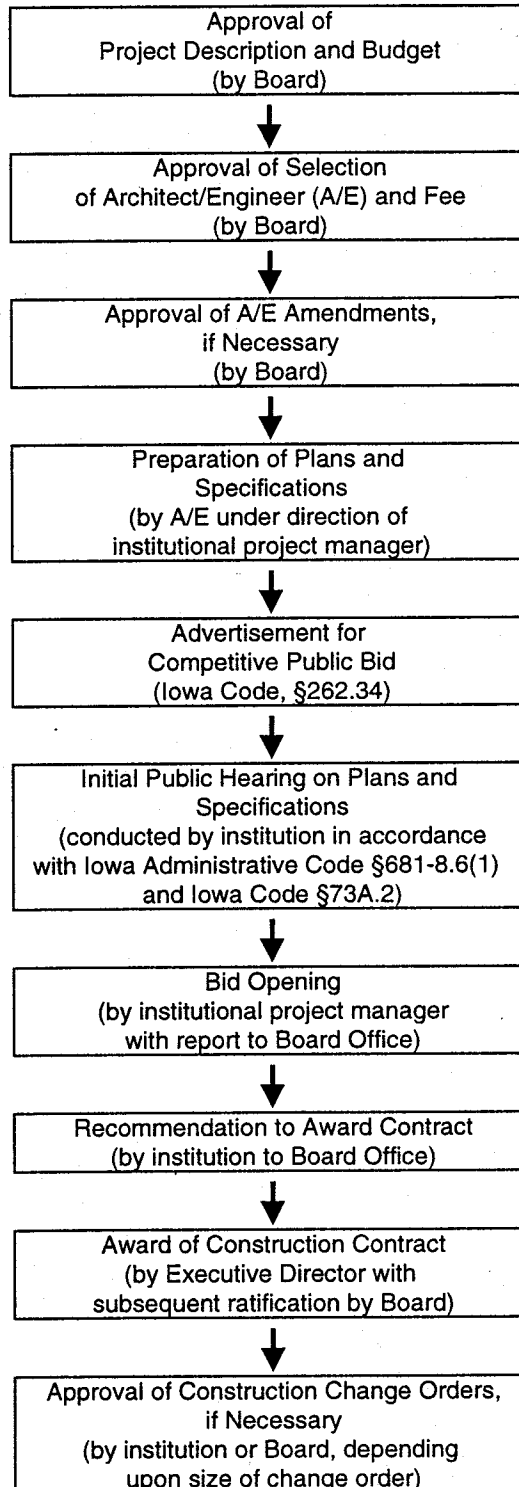 Approval of
Project Description and Budget
(by Board)
Approval of Selection
of Architect/Engineer (A/E) and Fee
(by Board)
Approval of A/E Amendments,
if Necessary
(by Board)
Preparation of Plans and
Specifications
(by A/E under direction of
institutional project manager)
Advertisement for
Competitive Public Bid
(Iowa Code, §262.34)
Initial Public Hearing on Plans and
Specifications
(conducted by institution in accordance
with Iowa Administrative Code §681-8.6(1)
and Iowa Code §73A.2)
Bid Opening
(by institutional project manager
with report to Board Office)
Recommendation to Award Contract
(by institution to Board Office)
Award of Construction Contract
(by Executive Director with
subsequent ratification by Board)
Approval of Construction Change Orders,
if Necessary
(by institution or Board, depending
upon size of change order)